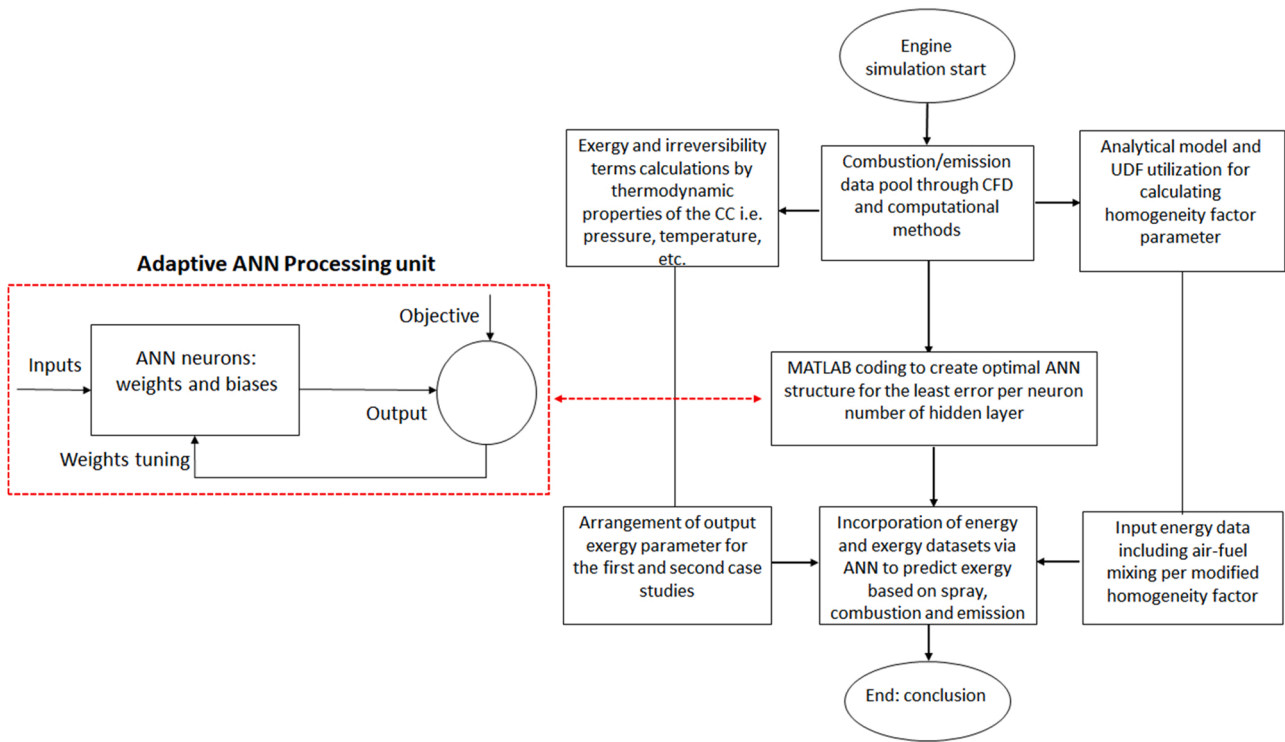 Engine
simulation start
Exergy and irreversibility
terms calculations by
thermodynamic
properties of the CC i.e.
pressure, temperature,
etc.
Combustion/emission
data pool through CFD
and computational
methods
Analytical model and
UDF utilization for
calculating
homogeneity factor
parameter
Adaptive ANN Processing unit
Objective
Inputs
ANN neurons:
weights and biases
Output
Weights tuning
MATLAB coding to create optimal ANN
structure for the least error per neuron
number of hidden layer
Arrangement of output
exergy parameter for
the first and second case
studies
Incorporation of energy
and exergy datasets via
ANN to predict exergy
based on spray,
combustion and emission
Input energy data
including air-fuel
mixing per modified
homogeneity factor
End: conclusion